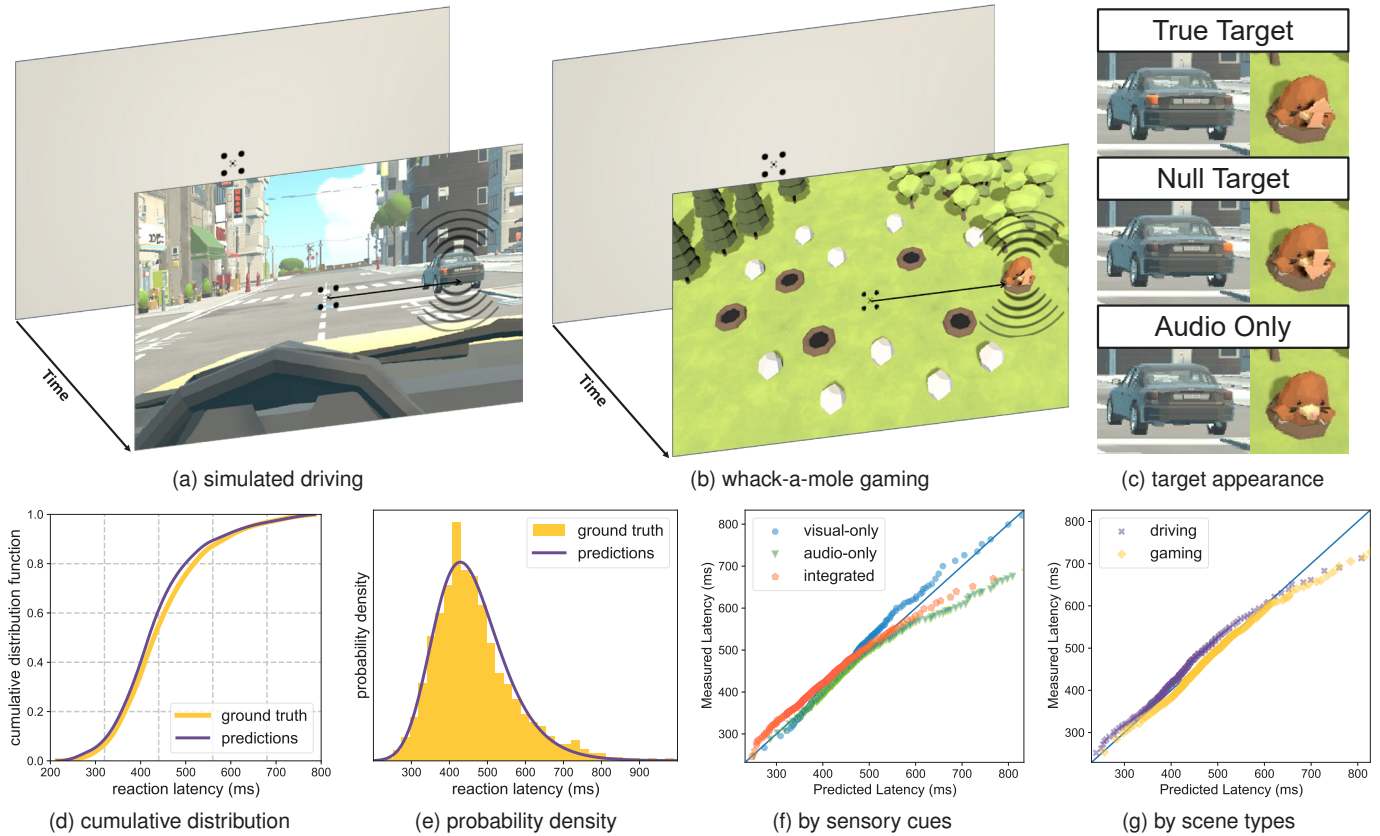 True Target
Null Target
Audio Only
Time
Time
(a) simulated driving
(b) whack-a-mole gaming
(c) target appearance
cumulative distribution function
1.0
0.8
0.6
0.4
0.2
0.0
200 300 400 500 600 700 800
reaction latency (ms)
ground truth
predictions
(d) cumulative distribution
probability density
ground truth
predictions
200 400 600 800 1000
reaction latency (ms)
(e) probability density
Measured Latency (ms)
800
700
600
500
400
300
visual-only
audio-only
integrated
300 400 500 600 700 800
Predicted Latency (ms)
(f) by sensory cues
Measured Latency (ms)
800
700
600
500
400
300
driving
gaming
300 400 500 600 700 800
Predicted Latency (ms)
(g) by scene types